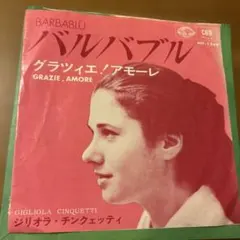 BARBABLÙ
バルバブル
グラツィエ!アモーレ
GRAZIE, AMORE
GIGLIOLA CINQUETTI
ジリオラ・チンクェッティ